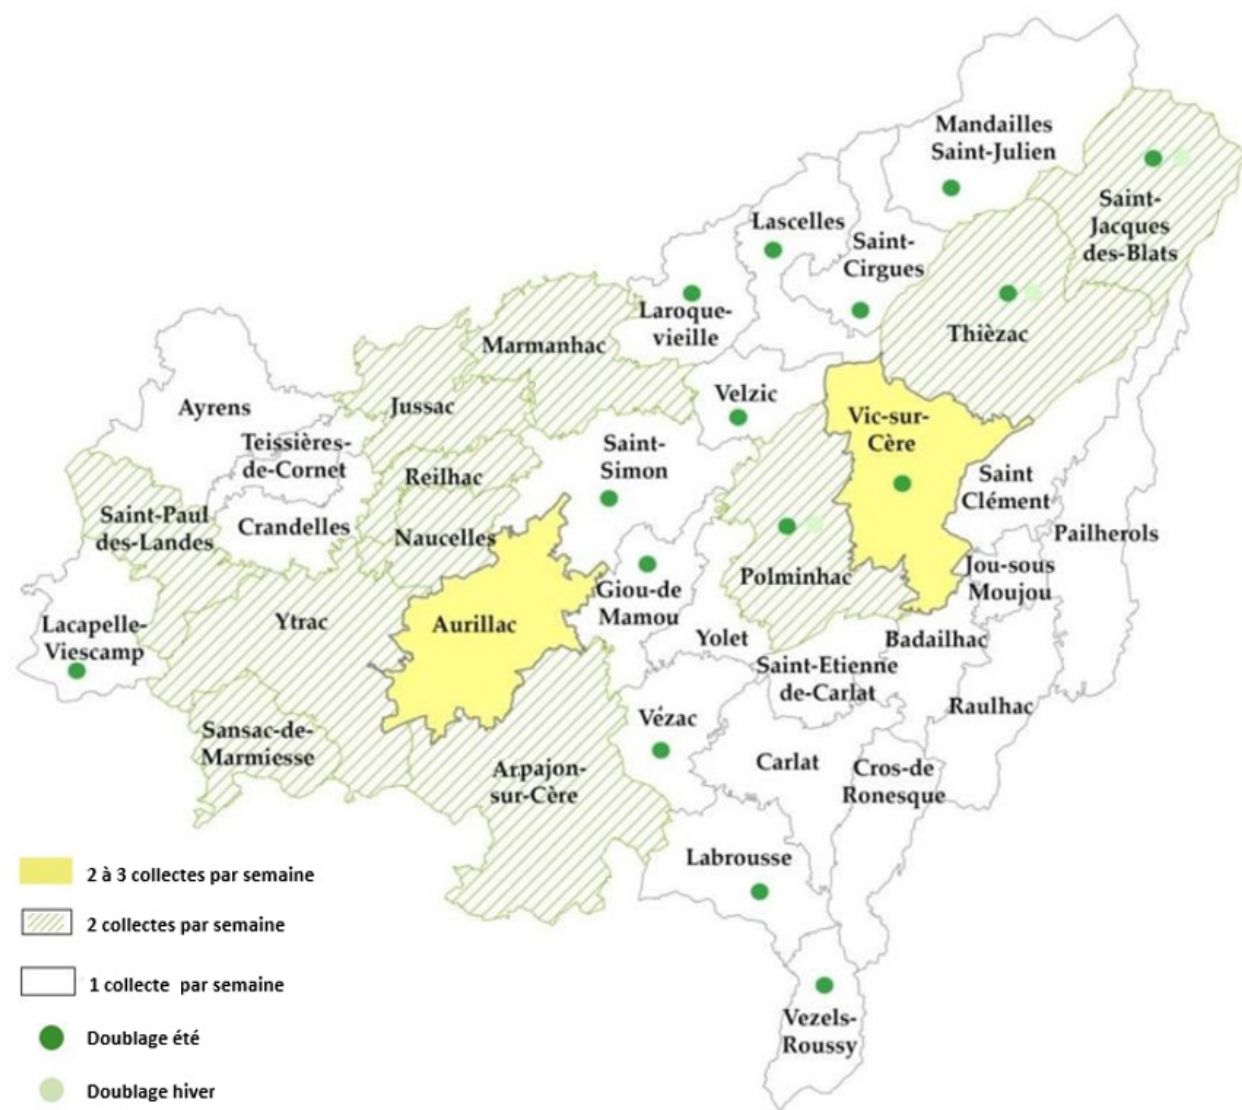 Mandailles
Saint-Julien
Saint-
Jacques
des-Blats
Lascelles
Saint-
Cirgues
Laroque-
vieille
Thièzac
Marmanhac
Velzic
Ayrens
Jussac
Vic-sur-
Cère
Teissières-
de-Cornet
Saint-
Simon
Reilhac
Saint
Clément
Saint-Paul
des-Landes
Crandelles
Naucelles
Pailherols
Polminhac
Jou-sous
Moujou
Giou-de
Mamou
Lacapelle-
Viescamp
Ytrac
Aurillac
Yolet
Badailhac
Saint-Etienne
de-Carlat
Raulhac
Vézac
Sansac-de-
Marmiesse
Arpajon-
sur-Cère
Carlat
Cros-de
Ronesque
Labrousse
Vezels-
Roussy
2 à 3 collectes par semaine
2 collectes par semaine
1 collecte par semaine
Doublage été
Doublage hiver